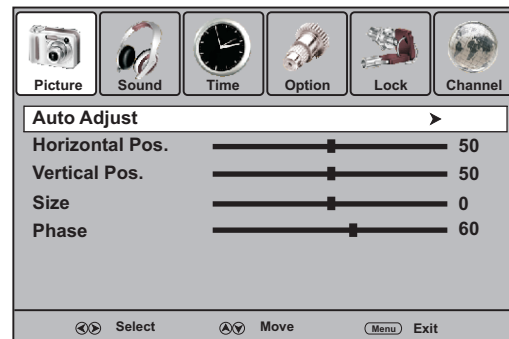 Picture Sound Time Option Lock Channel
Auto Adjust
Horizontal Pos. 50
Vertical Pos. 50
Size 0
Phase 60
Select Move Menu Exit